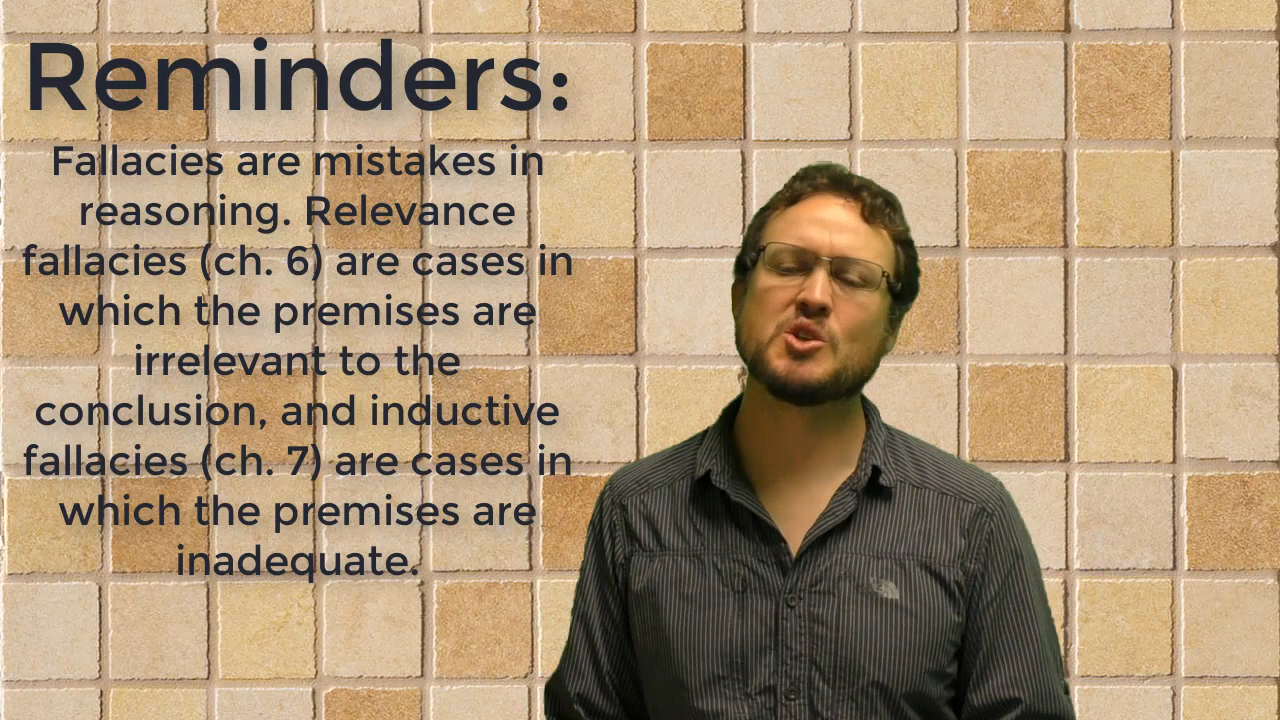 Reminders:
Fallacies are mistakes in
reasoning. Relevance
fallacies (ch. 6) are cases in
which the premises are
irrelevant to the
conclusion, and inductive
fallacies (ch. 7) are cases in
which the premises are
inadequate.